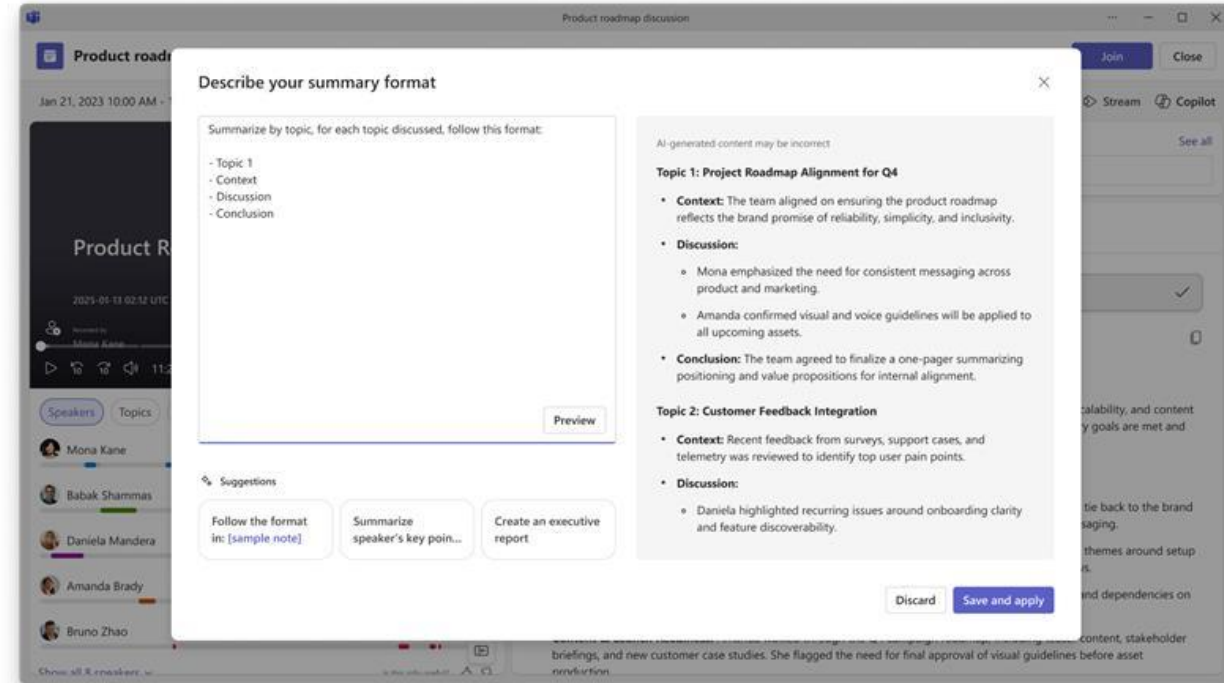 Product roadmap discussion
Product roadr
Join
Close
Jan 21, 2023 10:00 AM -
Stream
Copilot
See all
Product R
2025-01-13 02:12 UTC
Recorded by
Mona Kane
Speakers
Topics
Mona Kane
Babak Shammas
Daniela Mandera
Amanda Brady
Bruno Zhao
Show all 8 speakers
Describe your summary format
Summarize by topic, for each topic discussed, follow this format:
- Topic 1
- Context
- Discussion
- Conclusion
Preview
Suggestions
Follow the format
in: [sample note]
Summarize
speaker's key poin...
Create an executive
report
AI-generated content may be incorrect
Topic 1: Project Roadmap Alignment for Q4
• Context: The team aligned on ensuring the product roadmap
reflects the brand promise of reliability, simplicity, and inclusivity.
• Discussion:
Mona emphasized the need for consistent messaging across
product and marketing.
Amanda confirmed visual and voice guidelines will be applied to
all upcoming assets.
• Conclusion: The team agreed to finalize a one-pager summarizing
positioning and value propositions for internal alignment.
Topic 2: Customer Feedback Integration
• Context: Recent feedback from surveys, support cases, and
telemetry was reviewed to identify top user pain points.
• Discussion:
Daniela highlighted recurring issues around onboarding clarity
and feature discoverability.
Discard
Save and apply
calability, and content
y goals are met and
tie back to the brand
saging.
themes around setup
and dependencies on
content, stakeholder
briefings, and new customer case studies. She flagged the need for final approval of visual guidelines before asset
production.